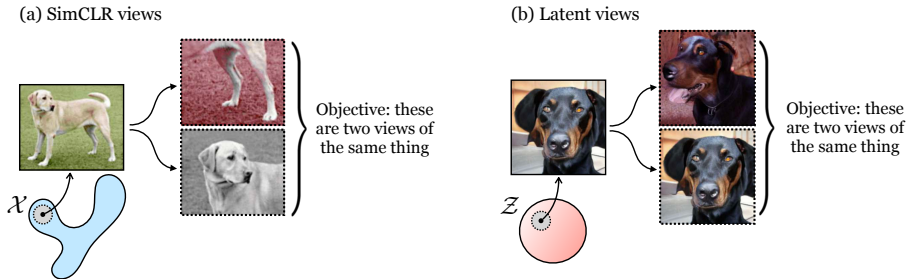 (a) SimCLR views
Objective: these
are two views of
the same thing
𝒳
(b) Latent views
Objective: these
are two views of
the same thing
𝒵